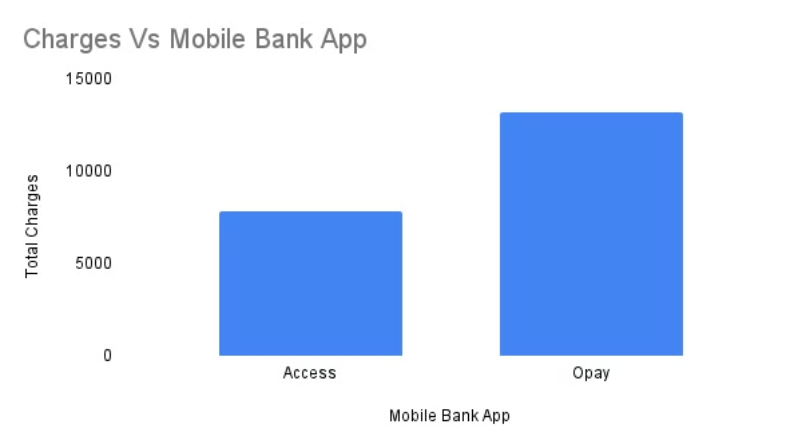 Charges Vs Mobile Bank App
15000
10000
5000
0
Total Charges
Access
Opay
Mobile Bank App